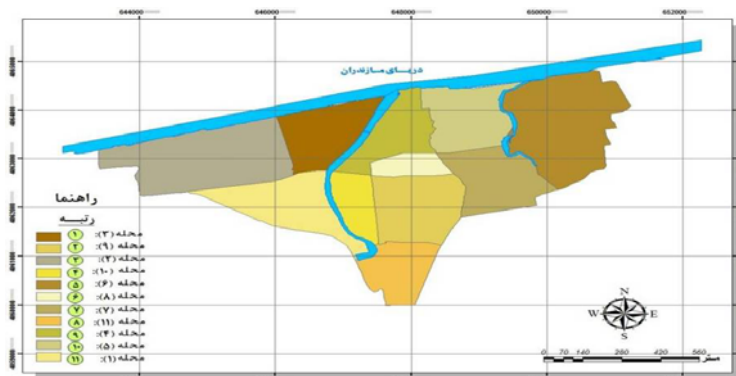 644000 646000 648000 650000 652000
دریای مازندران
راهنما
رتبه
۱ محله (۳):
۲ محله (۹):
۳ محله (۲):
۴ محله (۱۰):
۵ محله (۶):
۶ محله (۸):
۷ محله (۷):
۸ محله (۱۱):
۹ محله (۴):
۱۰ محله (۵):
۱۱ محله (۱):
N
W E
S
0 70 140 280 420 560
متر